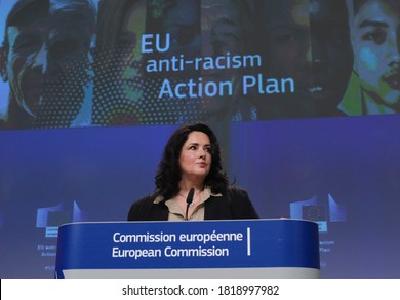 EU
anti-racism
Action Plan
Commission européenne
European Commission
shutterstock.com · 1818997982